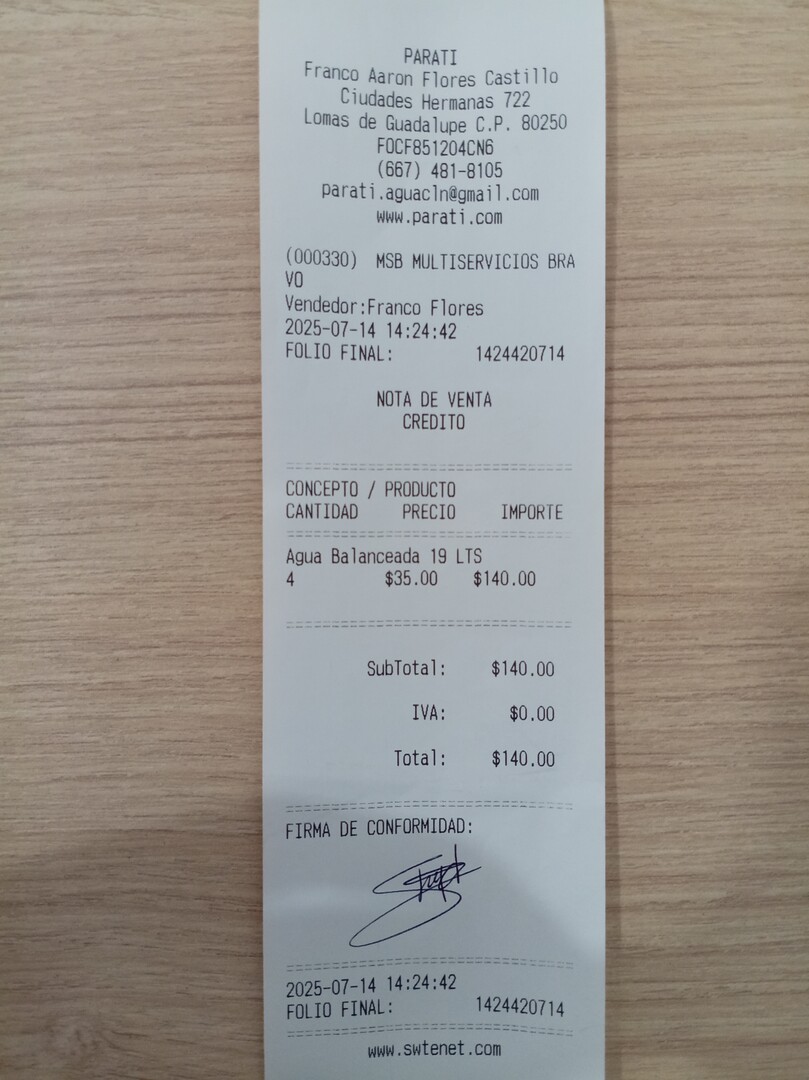 PARATI
Franco Aaron Flores Castillo
Ciudades Hermanas 722
Lomas de Guadalupe C.P. 80250
FOCF851204CN6
(667) 481-8105
parati.aguacln@gmail.com
www.parati.com
(000330) MSB MULTISERVICIOS BRA
VO
Vendedor:Franco Flores
2025-07-14 14:24:42
FOLIO FINAL: 1424420714
NOTA DE VENTA
CREDITO
CONCEPTO / PRODUCTO
CANTIDAD PRECIO IMPORTE
Agua Balanceada 19 LTS
4 $35.00 $140.00
SubTotal: $140.00
IVA: $0.00
Total: $140.00
FIRMA DE CONFORMIDAD:
2025-07-14 14:24:42
FOLIO FINAL: 1424420714
www.swtenet.com